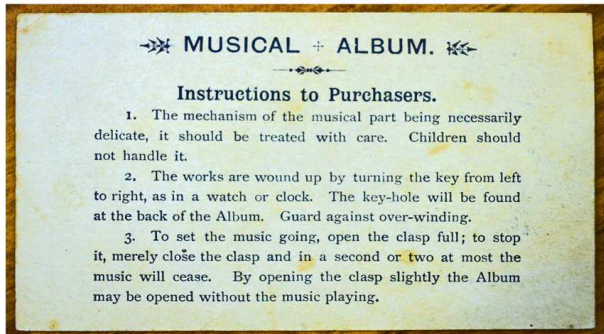 MUSICAL ÷ ALBUM.
Instructions to Purchasers.
1. The mechanism of the musical part being necessarily
delicate, it should be treated with care. Children should
not handle it.
2. The works are wound up by turning the key from left
to right, as in a watch or clock. The key-hole will be found
at the back of the Album. Guard against over-winding.
3. To set the music going, open the clasp full; to stop
it, merely close the clasp and in a second or two at most the
music will cease. By opening the clasp slightly the Album
may be opened without the music playing.